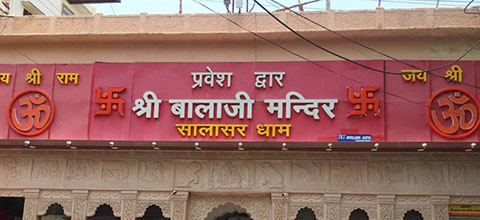 प्रवेश द्वार
जय श्री राम
श्री बालाजी मन्दिर
जय श्री
सालासर धाम